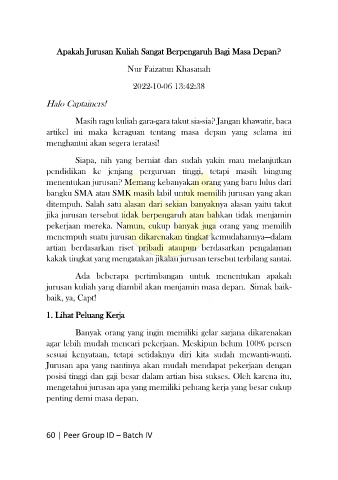 Apakah Jurusan Kuliah Sangat Berpengaruh Bagi Masa Depan?
Nur Faizatun Khasanah
2022-10-06 13:42:38
Halo Captainers!
Masih ragu kuliah gara-gara takut sia-sia? Jangan khawatir, baca
artikel ini maka keraguan tentang masa depan yang selama ini
menghantui akan segera teratasi!
Siapa, nih yang berniat dan sudah yakin mau melanjutkan
pendidikan ke jenjang perguruan tinggi, tetapi masih bingung
menentukan jurusan? Memang kebanyakan orang yang baru lulus dari
bangku SMA atau SMK masih labil untuk memilih jurusan yang akan
ditempuh. Salah satu alasan dari sekian banyaknya alasan yaitu takut
jika jurusan tersebut tidak berpengaruh atau bahkan tidak menjamin
pekerjaan mereka. Namun, cukup banyak juga orang yang memilih
menempuh suatu jurusan dikarenakan tingkat kemudahannya—dalam
artian berdasarkan riset pribadi ataupun berdasarkan pengalaman
kakak tingkat yang mengatakan jikalau jurusan tersebut terbilang santai.
Ada beberapa pertimbangan untuk menentukan apakah
jurusan kuliah yang diambil akan menjamin masa depan. Simak baik-
baik, ya, Capt!
1. Lihat Peluang Kerja
Banyak orang yang ingin memiliki gelar sarjana dikarenakan
agar lebih mudah mencari pekerjaan. Meskipun belum 100% persen
sesuai kenyataan, tetapi setidaknya diri kita sudah mewanti-wanti.
Jurusan apa yang nantinya akan mudah mendapat pekerjaan dengan
posisi tinggi dan gaji besar dalam artian bisa sukses. Oleh karena itu,
mengetahui jurusan apa yang memiliki peluang kerja yang besar cukup
penting demi masa depan.
60 | Peer Group ID – Batch IV